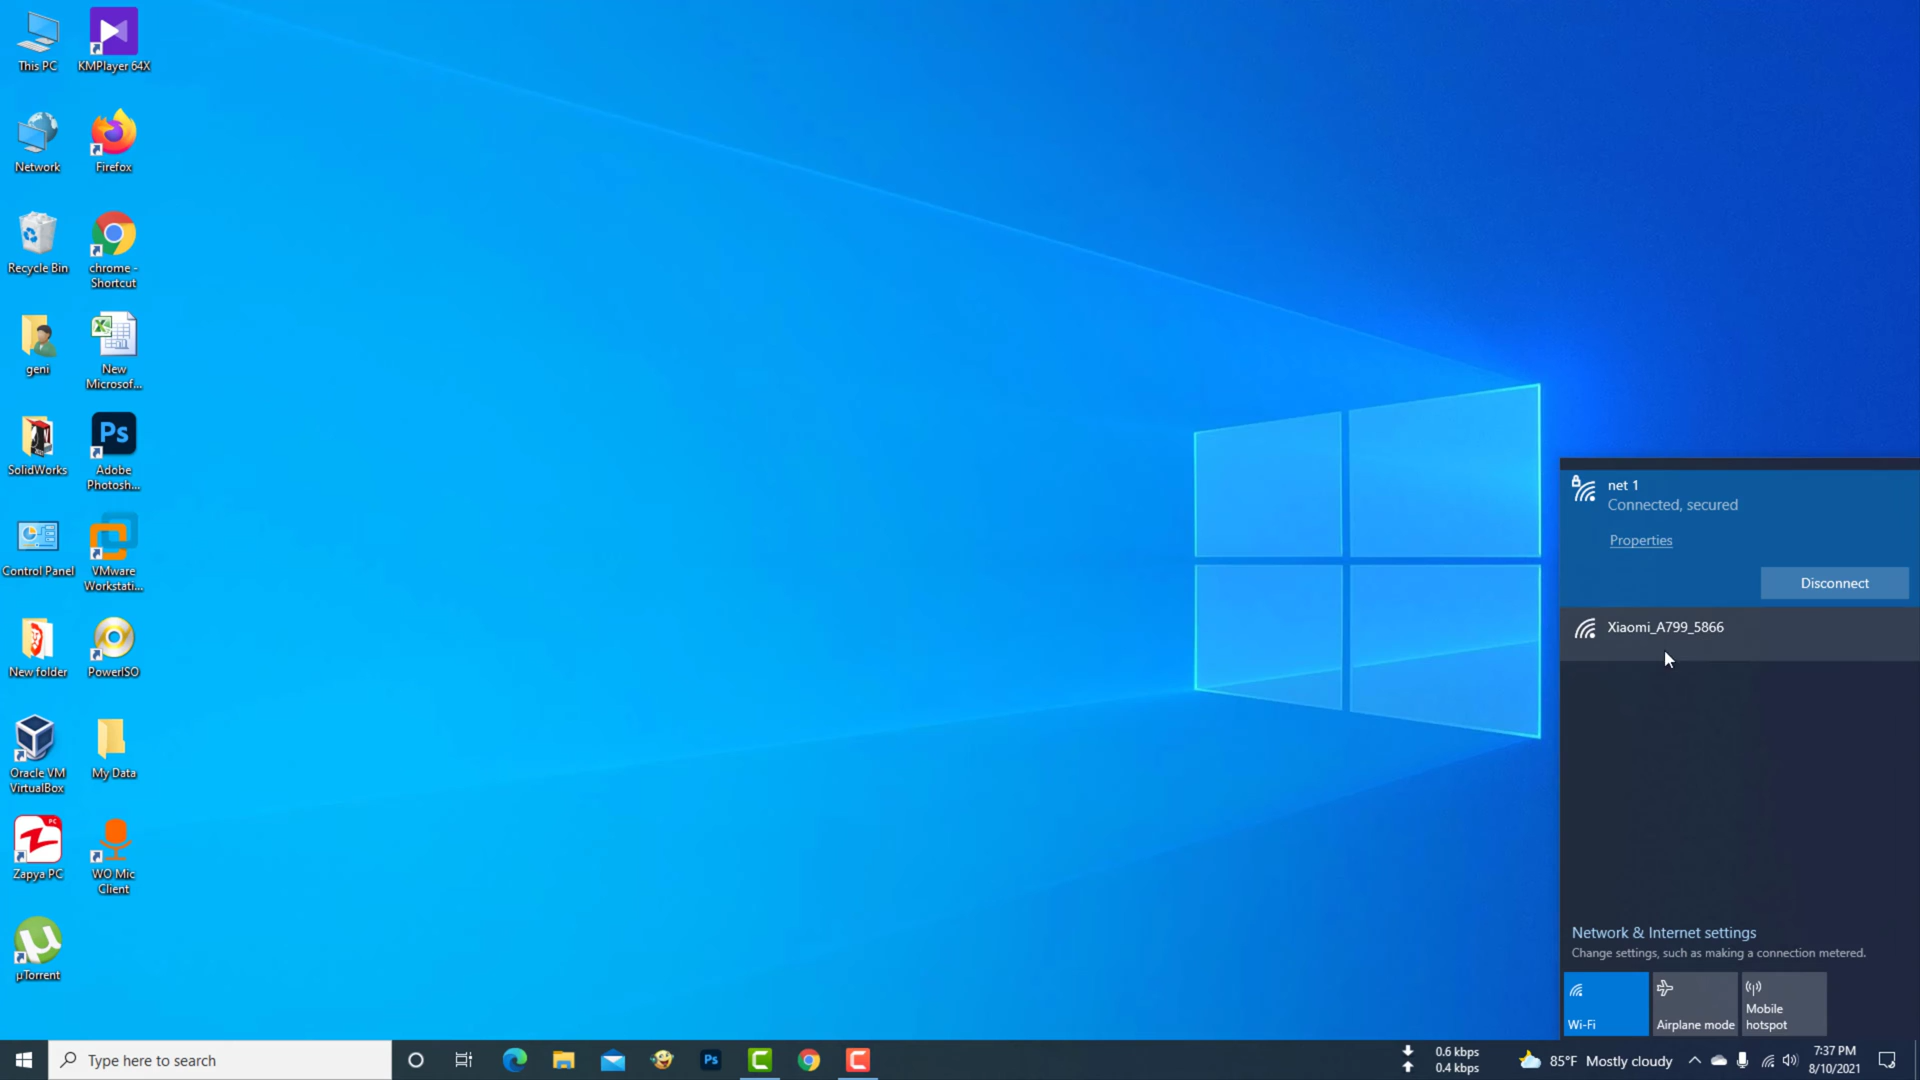 This PC
KMPlayer 64X
Network
Firefox
Recycle Bin
chrome -
Shortcut
geni
New
Microsof...
SolidWorks
Ps
Adobe
Photosh...
Control Panel
VMware
Workstati...
New folder
PowerISO
Oracle VM
VirtualBox
My Data
PC
Zapya PC
WO Mic
Client
µTorrent
net 1
Connected, secured
Properties
Disconnect
Xiaomi_A799_5866
Network & Internet settings
Change settings, such as making a connection metered.
Wi-Fi
Airplane mode
Mobile
hotspot
Type here to search
Ps
0.6 kbps
0.4 kbps
85°F Mostly cloudy
7:37 PM
8/10/2021